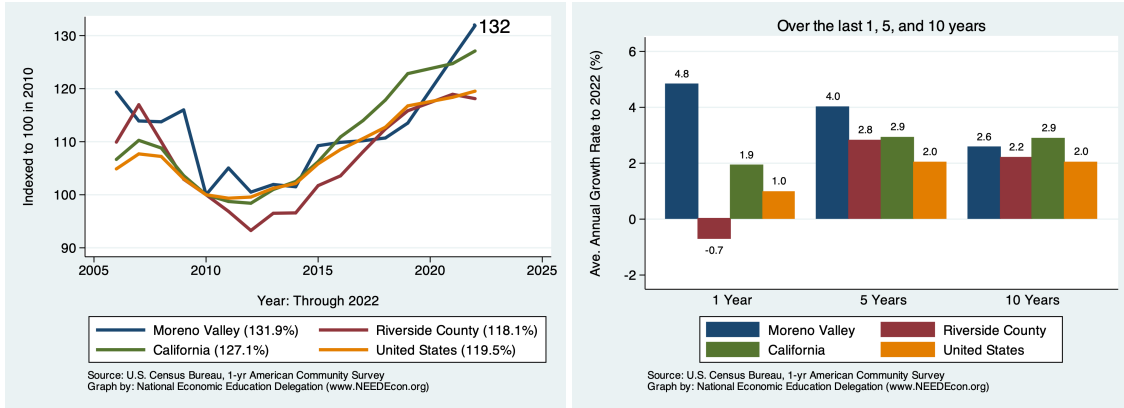 132
130
120
110
100
90
Indexed to 100 in 2010
2005
2010
2015
2020
2025
Year: Through 2022
Moreno Valley (131.9%)
Riverside County (118.1%)
California (127.1%)
United States (119.5%)
Source: U.S. Census Bureau, 1-yr American Community Survey
Graph by: National Economic Education Delegation (www.NEEDEcon.org)
Over the last 1, 5, and 10 years
Ave. Annual Growth Rate to 2022 (%)
6
4
2
0
-2
4.8
-0.7
1.9
1.0
4.0
2.8
2.9
2.0
2.6
2.2
2.9
2.0
1 Year
5 Years
10 Years
Moreno Valley
Riverside County
California
United States
Source: U.S. Census Bureau, 1-yr American Community Survey
Graph by: National Economic Education Delegation (www.NEEDEcon.org)